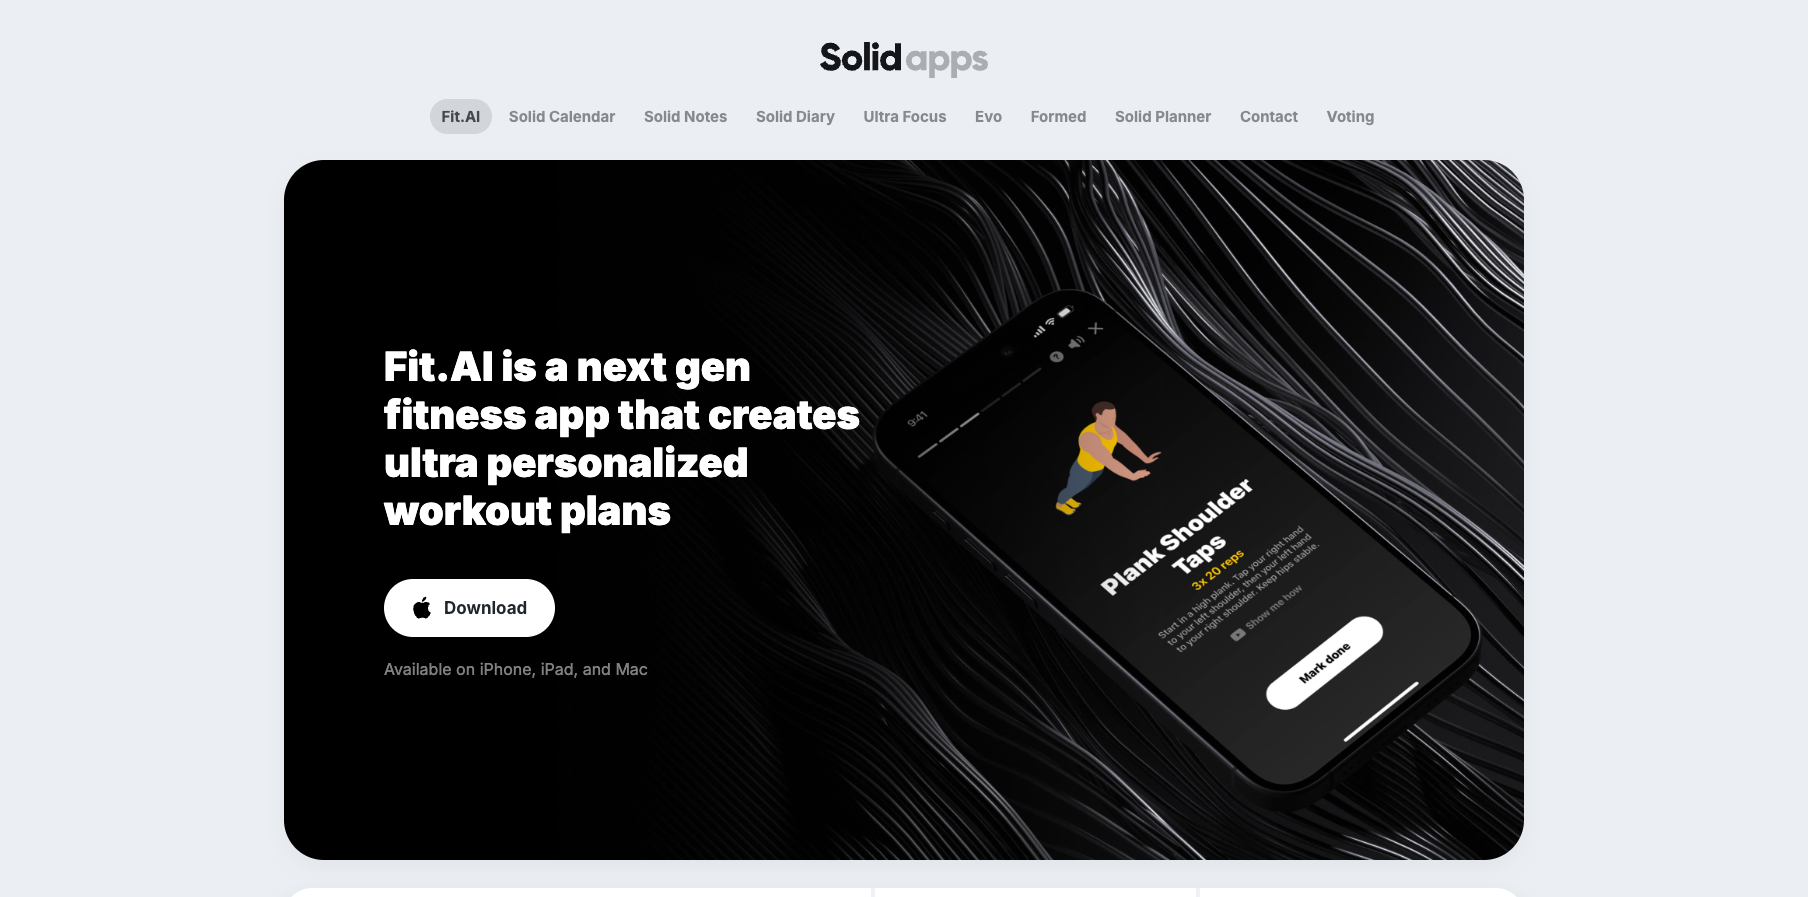 Solid apps
Fit.AI Solid Calendar Solid Notes Solid Diary Ultra Focus Evo Formed Solid Planner Contact Voting
Fit.AI is a next gen
fitness app that creates
ultra personalized
workout plans
Download
Available on iPhone, iPad, and Mac
9:41
Plank Shoulder
Taps
3x 20 reps
Start in a high plank. Tap your right hand
to your left shoulder, then your left hand
to your right shoulder. Keep hips stable.
Show me how
Mark done